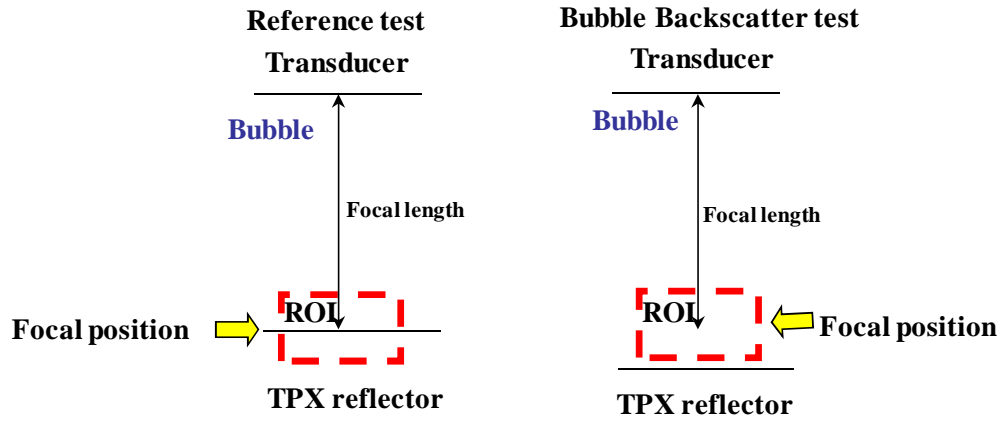 Reference test
Transducer
Bubble
Focal length
ROI
Focal position
TPX reflector
Bubble Backscatter test
Transducer
Bubble
Focal length
ROI
Focal position
TPX reflector